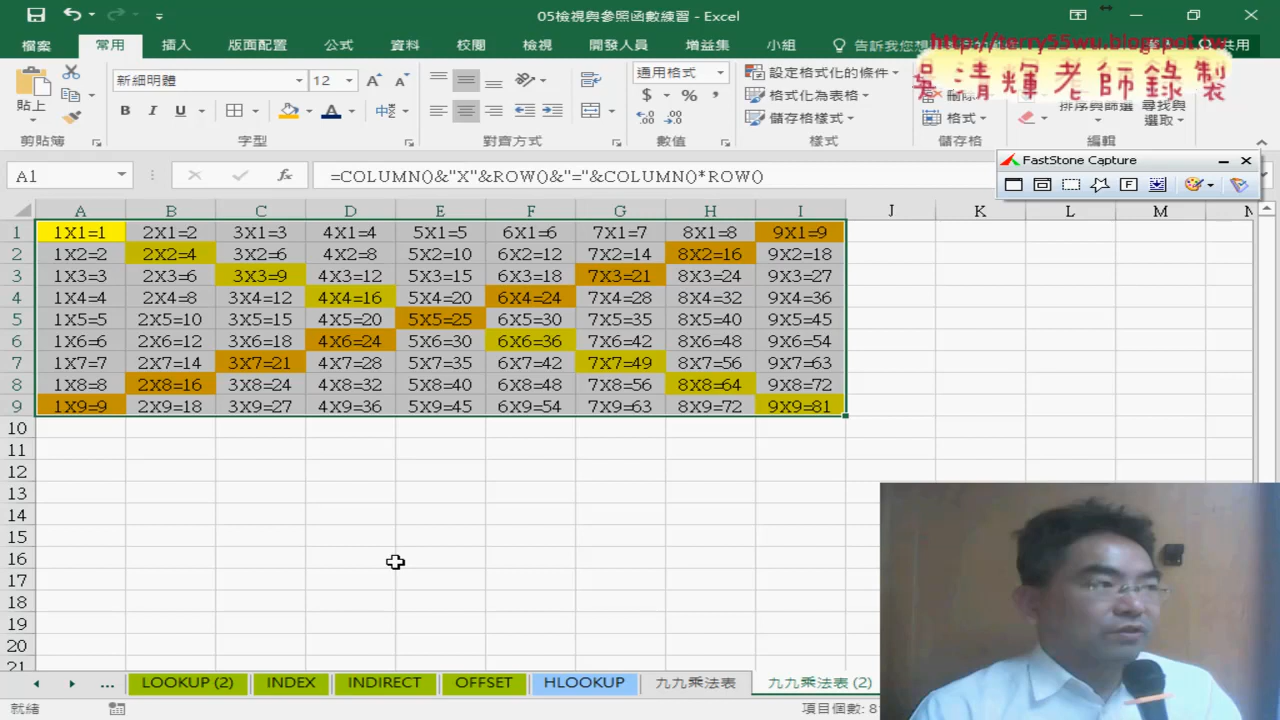 05檢視與參照函數練習 - Excel
http://terry55wu.blogspot.tw
吳清輝老師錄製
檔案 常用 插入 版面配置 公式 資料 校閱 檢視 開發人員 增益集 小組 告訴我您想 共用
貼上 新細明體 12 通用格式 設定格式化的條件 刪除
B I U 中 $ % , 格式化為表格 排序與篩選 尋找與選取
儲存格樣式 格式
剪貼簿 字型 對齊方式 數值 樣式 儲存格 編輯
FastStone Capture
A1 fx =COLUMN()&"X"&ROW()&"="&COLUMN()*ROW()
A B C D E F G H I J K L M N
1 1X1=1 2X1=2 3X1=3 4X1=4 5X1=5 6X1=6 7X1=7 8X1=8 9X1=9
2 1X2=2 2X2=4 3X2=6 4X2=8 5X2=10 6X2=12 7X2=14 8X2=16 9X2=18
3 1X3=3 2X3=6 3X3=9 4X3=12 5X3=15 6X3=18 7X3=21 8X3=24 9X3=27
4 1X4=4 2X4=8 3X4=12 4X4=16 5X4=20 6X4=24 7X4=28 8X4=32 9X4=36
5 1X5=5 2X5=10 3X5=15 4X5=20 5X5=25 6X5=30 7X5=35 8X5=40 9X5=45
6 1X6=6 2X6=12 3X6=18 4X6=24 5X6=30 6X6=36 7X6=42 8X6=48 9X6=54
7 1X7=7 2X7=14 3X7=21 4X7=28 5X7=35 6X7=42 7X7=49 8X7=56 9X7=63
8 1X8=8 2X8=16 3X8=24 4X8=32 5X8=40 6X8=48 7X8=56 8X8=64 9X8=72
9 1X9=9 2X9=18 3X9=27 4X9=36 5X9=45 6X9=54 7X9=63 8X9=72 9X9=81
10
11
12
13
14
15
16
17
18
19
20
21
... LOOKUP (2) INDEX INDIRECT OFFSET HLOOKUP 九九乘法表 九九乘法表 (2)
就緒 項目個數: 8